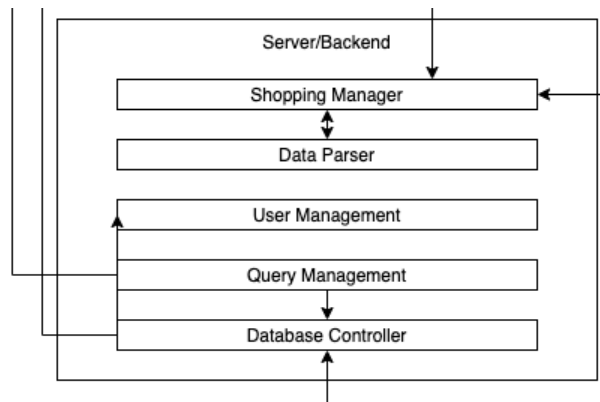 Server/Backend
Shopping Manager
Data Parser
User Management
Query Management
Database Controller